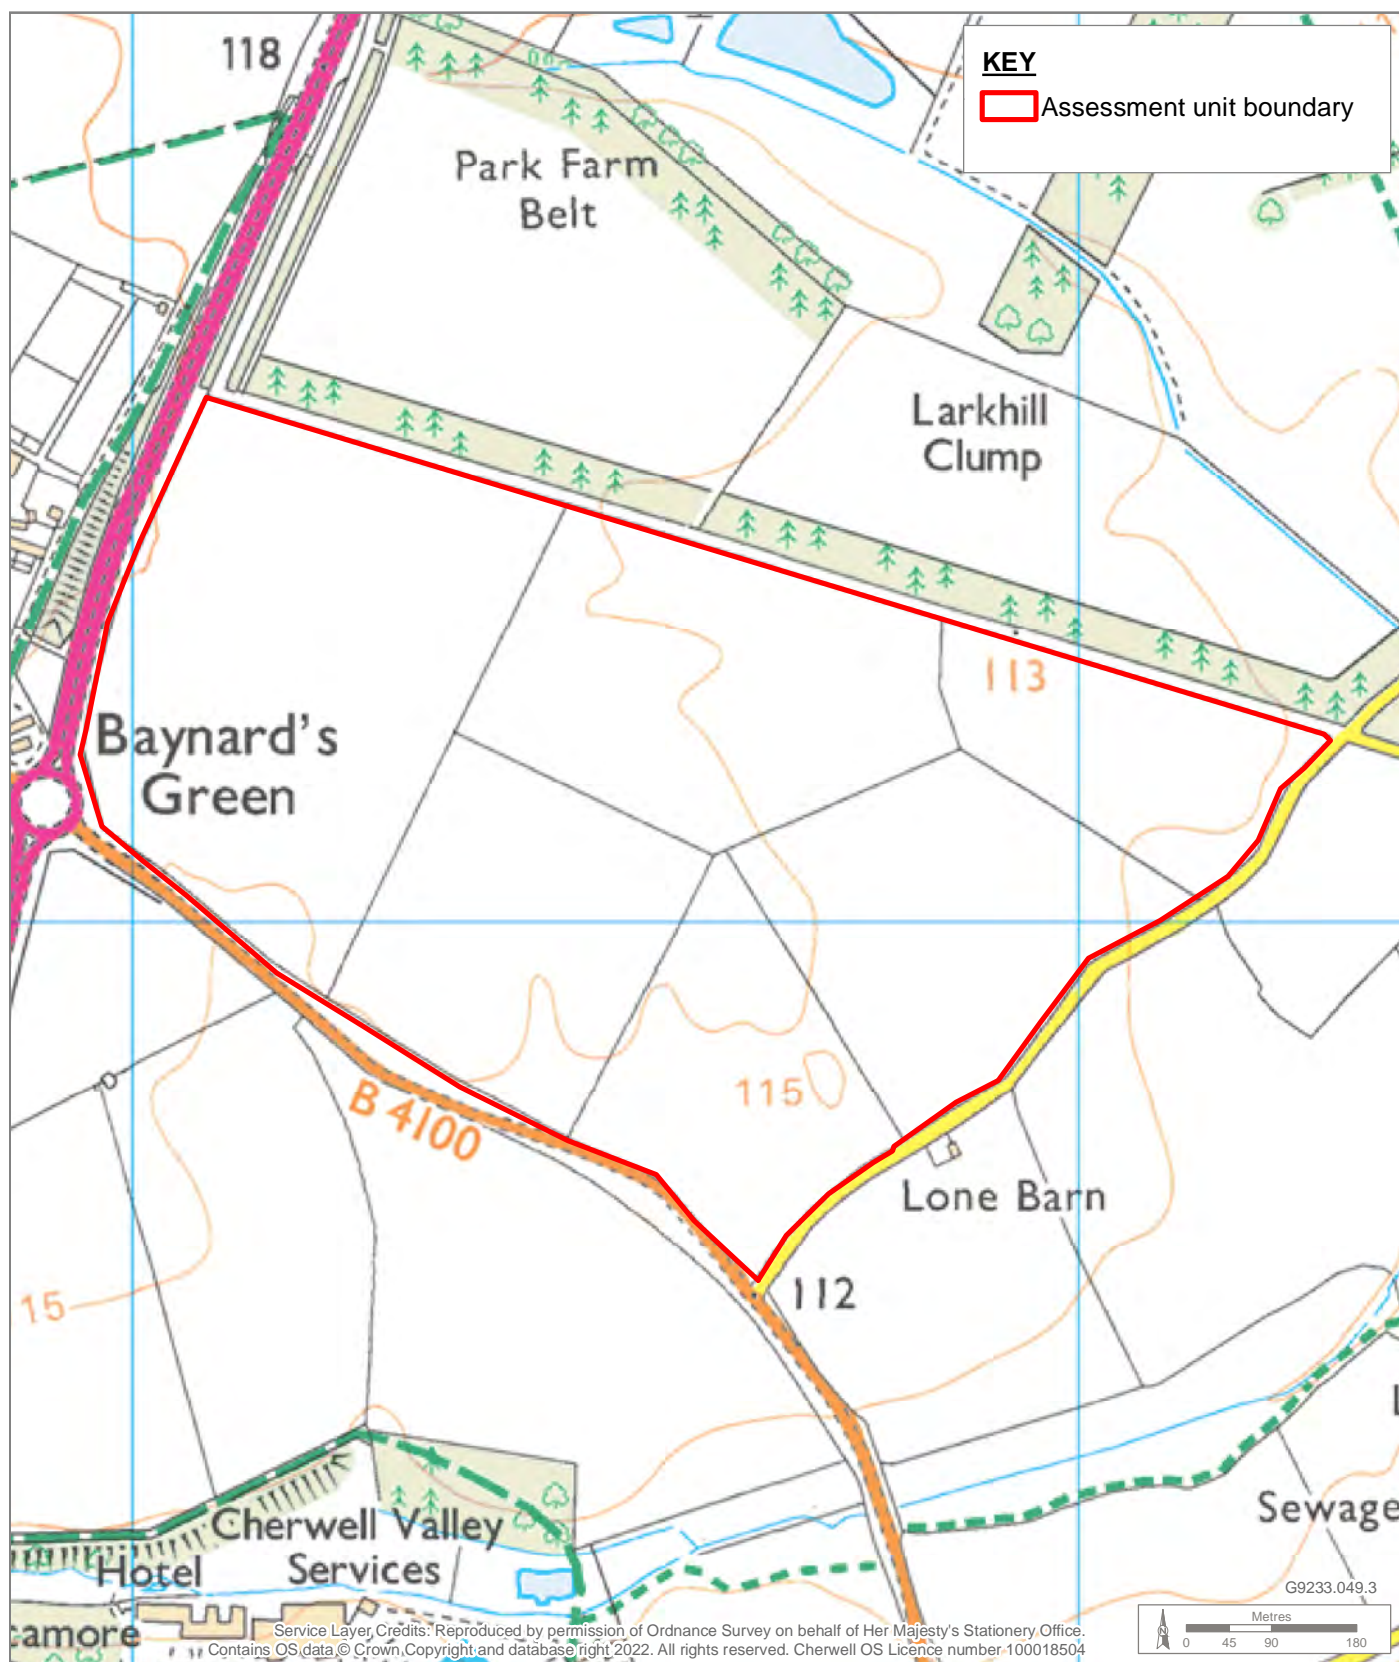 118
KEY
Assessment unit boundary
Park Farm
Belt
Larkhill
Clump
113
Baynard's
Green
115
B 4100
Lone Barn
112
15
Sewage
Cherwell Valley
Services
Hotel
camore
G9233.049.3
Metres
N
0 45 90 180
Service Layer Credits: Reproduced by permission of Ordnance Survey on behalf of Her Majesty's Stationery Office.
Contains OS data © Crown Copyright and database right 2022. All rights reserved. Cherwell OS Licence number 100018504